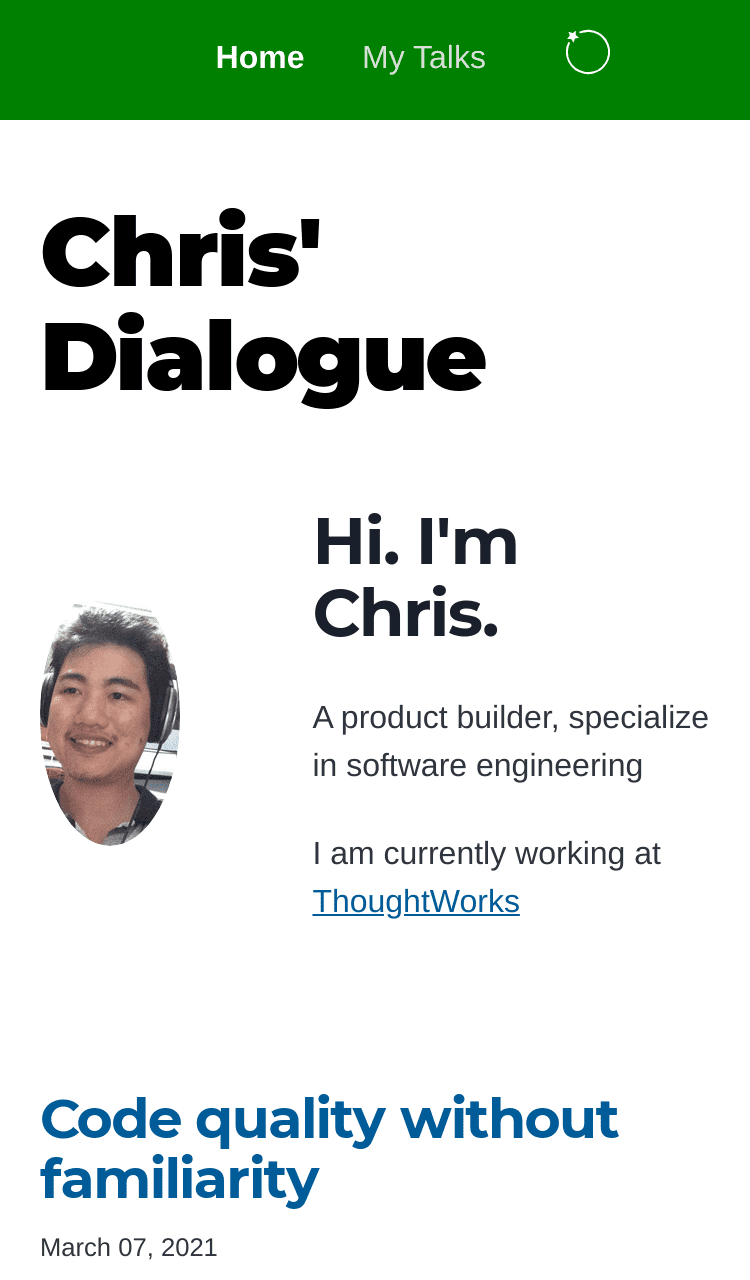 Home My Talks
Chris'
Dialogue
Hi. I'm
Chris.
A product builder, specialize
in software engineering
I am currently working at
ThoughtWorks
Code quality without
familiarity
March 07, 2021